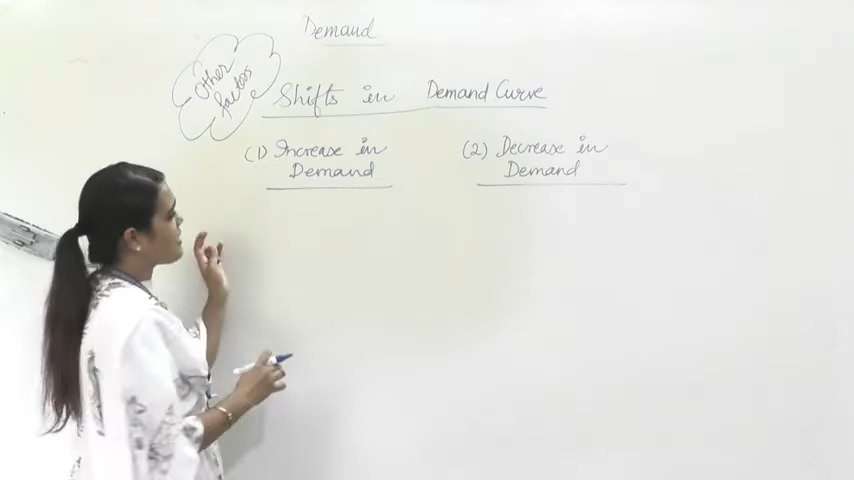 Demand
Other
factors
Shifts in Demand Curve
(1) Increase in
Demand
(2) Decrease in
Demand